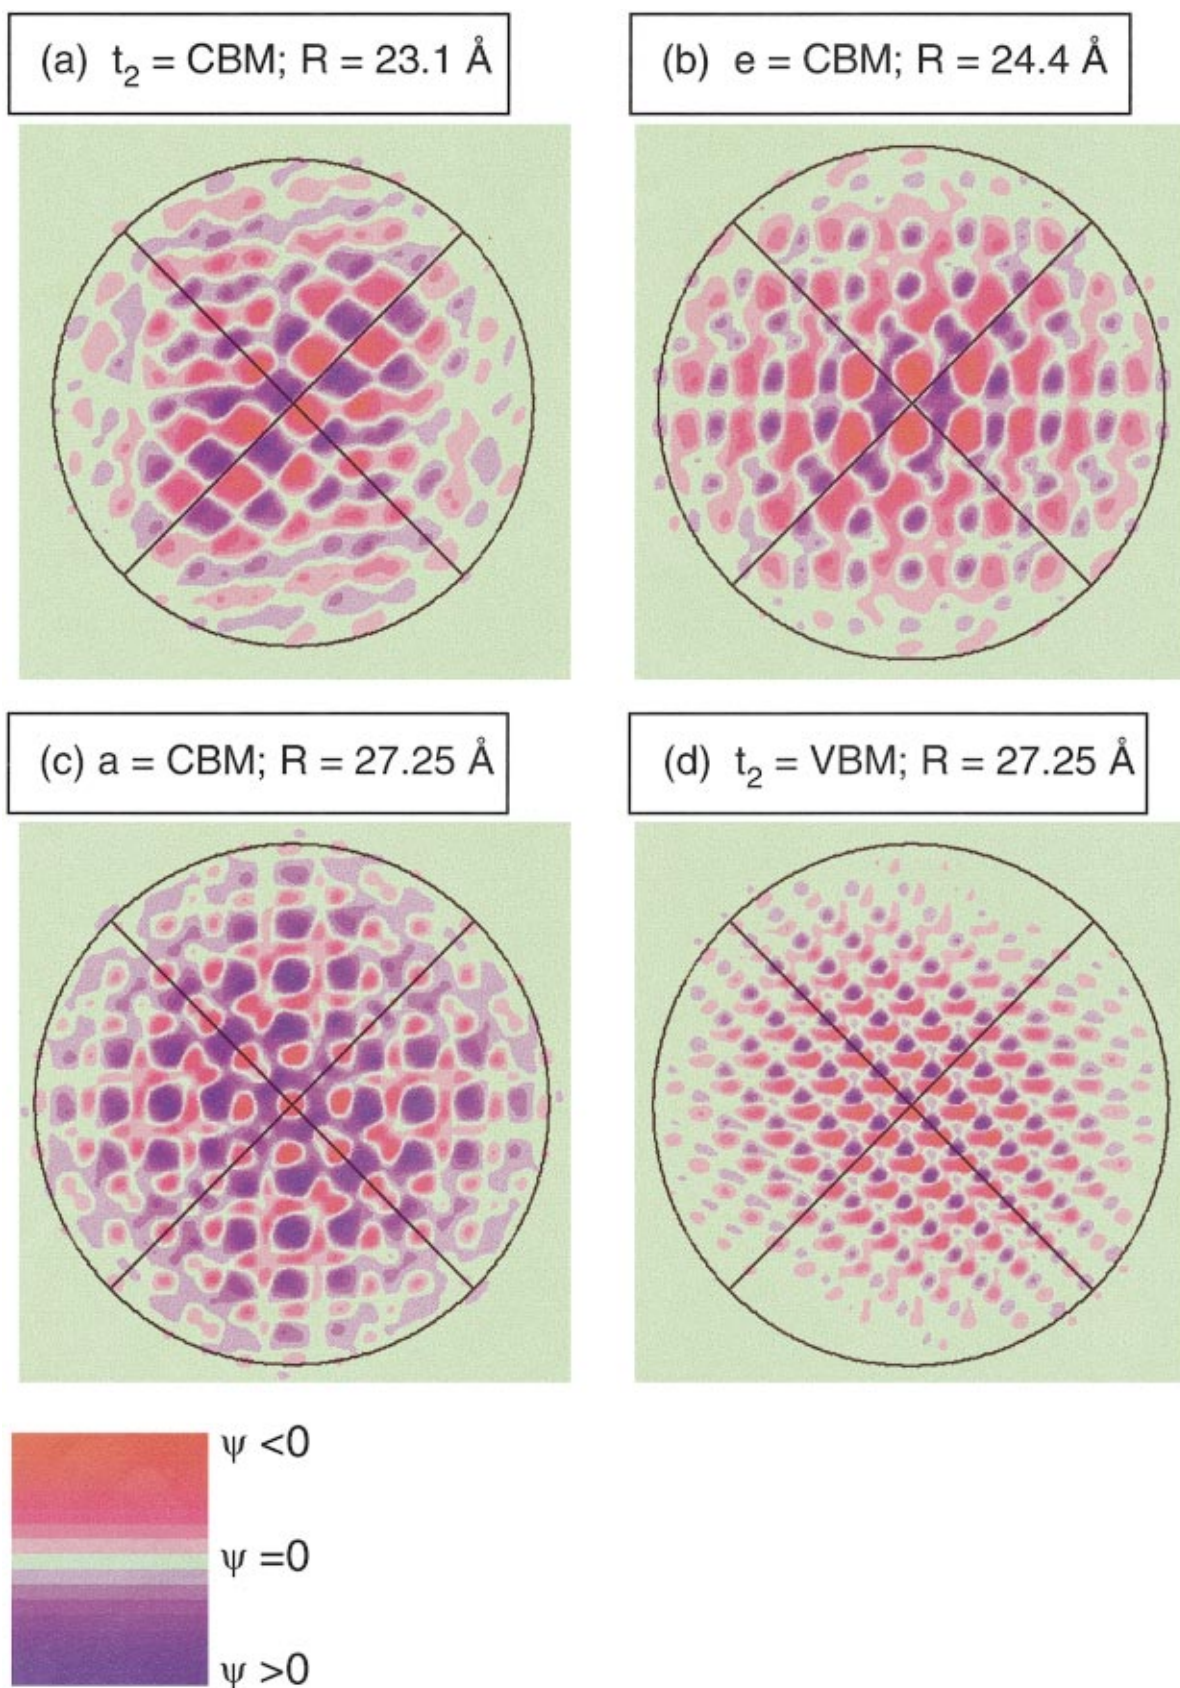 (a) t₂ = CBM; R = 23.1 Å
(b) e = CBM; R = 24.4 Å
(c) a = CBM; R = 27.25 Å
(d) t₂ = VBM; R = 27.25 Å
ψ <0
ψ =0
ψ >0